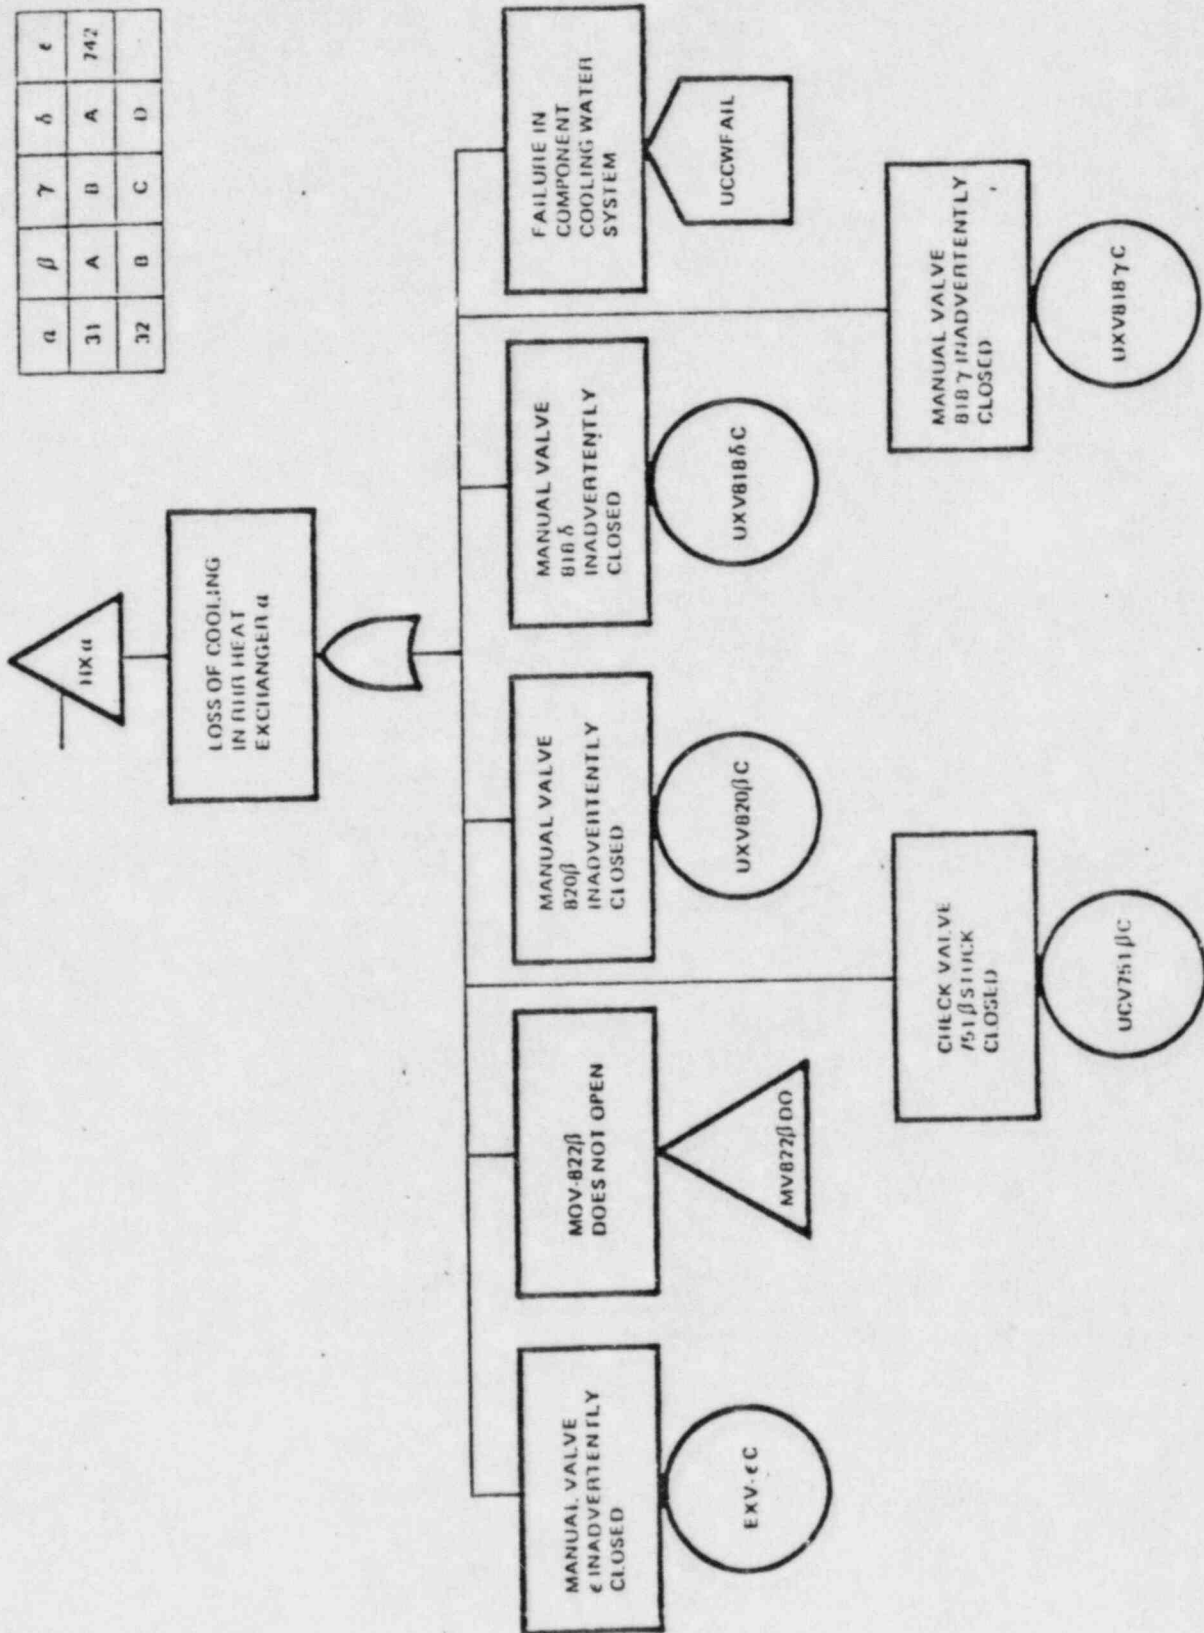 α β γ δ ε
31 A B A 742
32 B C D
HXα
LOSS OF COOLING
IN RHR HEAT
EXCHANGER α
MANUAL VALVE
ε INADVERTENTLY
CLOSED
EXV-εC
MOV-822β
DOES NOT OPEN
MV822βDO
CHECK VALVE
751β STUCK
CLOSED
UCV751βC
MANUAL VALVE
820β
INADVERTENTLY
CLOSED
UXV820βC
MANUAL VALVE
818δ
INADVERTENTLY
CLOSED
UXV818δC
MANUAL VALVE
818γ INADVERTENTLY
CLOSED
UXV818γC
FAILURE IN
COMPONENT
COOLING WATER
SYSTEM
UCCWFAIL